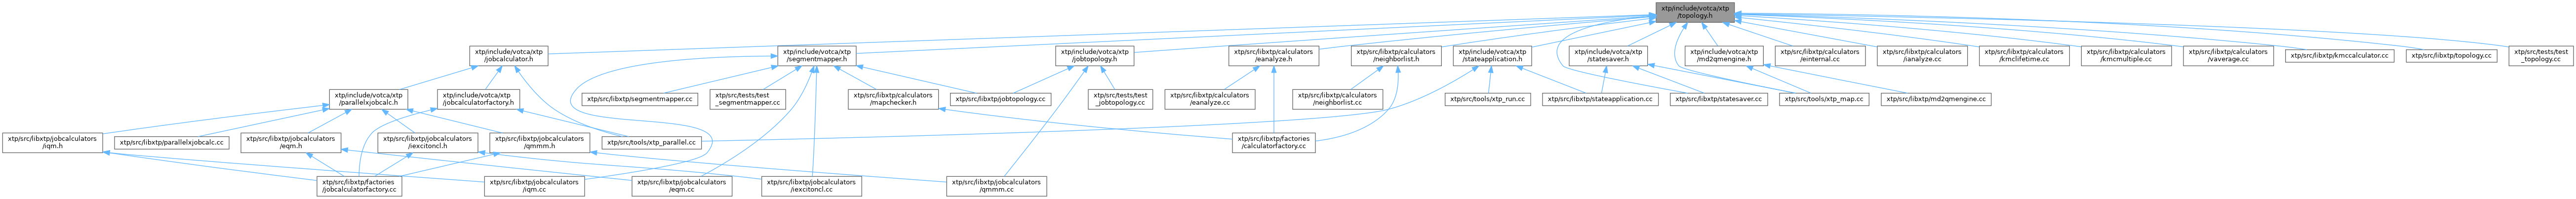 xtp/include/votca/xtp
/topology.h
xtp/include/votca/xtp
/jobcalculator.h
xtp/include/votca/xtp
/segmentmapper.h
xtp/include/votca/xtp
/jobtopology.h
xtp/src/libxtp/calculators
/eanalyze.h
xtp/src/libxtp/calculators
/neighborlist.h
xtp/include/votca/xtp
/stateapplication.h
xtp/include/votca/xtp
/statesaver.h
xtp/include/votca/xtp
/md2qmengine.h
xtp/src/libxtp/calculators
/einternal.cc
xtp/src/libxtp/calculators
/ianalyze.cc
xtp/src/libxtp/calculators
/kmclifetime.cc
xtp/src/libxtp/calculators
/kmcmultiple.cc
xtp/src/libxtp/calculators
/vaverage.cc
xtp/src/libxtp/kmccalculator.cc
xtp/src/libxtp/topology.cc
xtp/src/tests/test
_topology.cc
xtp/include/votca/xtp
/parallelxjobcalc.h
xtp/include/votca/xtp
/jobcalculatorfactory.h
xtp/src/libxtp/segmentmapper.cc
xtp/src/tests/test
_segmentmapper.cc
xtp/src/libxtp/calculators
/mapchecker.h
xtp/src/libxtp/jobtopology.cc
xtp/src/tests/test
_jobtopology.cc
xtp/src/libxtp/calculators
/eanalyze.cc
xtp/src/libxtp/calculators
/neighborlist.cc
xtp/src/tools/xtp_run.cc
xtp/src/libxtp/stateapplication.cc
xtp/src/libxtp/statesaver.cc
xtp/src/tools/xtp_map.cc
xtp/src/libxtp/md2qmengine.cc
xtp/src/libxtp/jobcalculators
/iqm.h
xtp/src/libxtp/parallelxjobcalc.cc
xtp/src/libxtp/jobcalculators
/eqm.h
xtp/src/libxtp/jobcalculators
/iexcitoncl.h
xtp/src/libxtp/jobcalculators
/qmmm.h
xtp/src/tools/xtp_parallel.cc
xtp/src/libxtp/factories
/calculatorfactory.cc
xtp/src/libxtp/factories
/jobcalculatorfactory.cc
xtp/src/libxtp/jobcalculators
/iqm.cc
xtp/src/libxtp/jobcalculators
/eqm.cc
xtp/src/libxtp/jobcalculators
/iexcitoncl.cc
xtp/src/libxtp/jobcalculators
/qmmm.cc